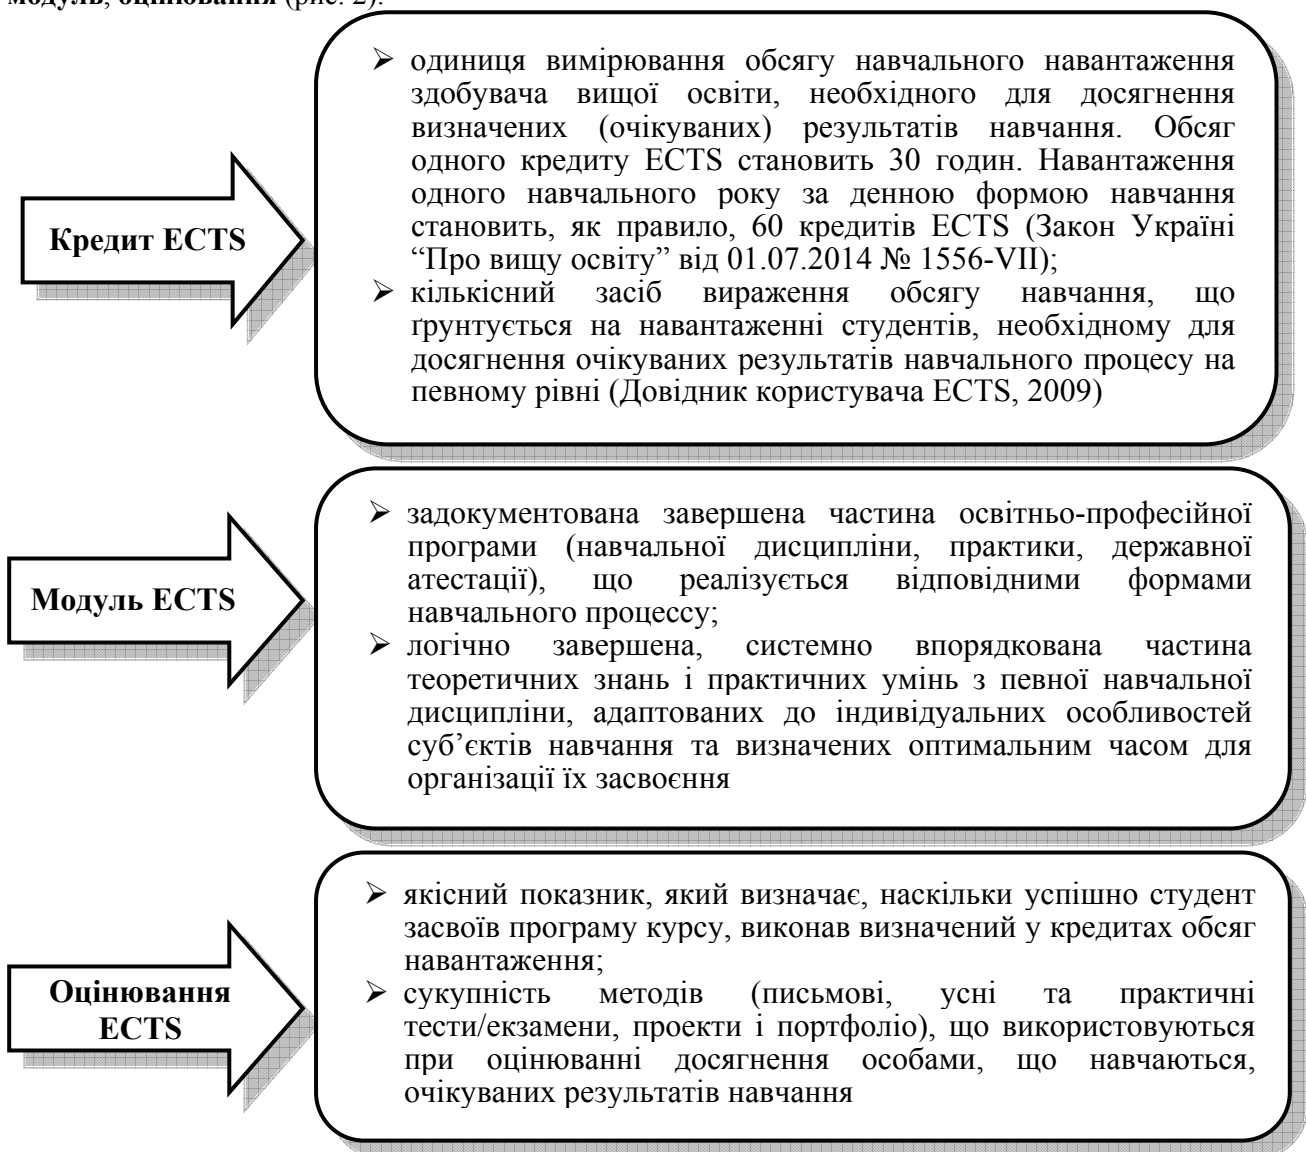 модуль, оцінювання (рис. 2).
Кредит ECTS
➢ одиниця вимірювання обсягу навчального навантаження
здобувача вищої освіти, необхідного для досягнення
визначених (очікуваних) результатів навчання. Обсяг
одного кредиту ECTS становить 30 годин. Навантаження
одного навчального року за денною формою навчання
становить, як правило, 60 кредитів ECTS (Закон Україні
“Про вищу освіту” від 01.07.2014 № 1556-VII);
➢ кількісний засіб вираження обсягу навчання, що
ґрунтується на навантаженні студентів, необхідному для
досягнення очікуваних результатів навчального процесу на
певному рівні (Довідник користувача ECTS, 2009)
Модуль ECTS
➢ задокументована завершена частина освітньо-професійної
програми (навчальної дисципліни, практики, державної
атестації), що реалізується відповідними формами
навчального процессу;
➢ логічно завершена, системно впорядкована частина
теоретичних знань і практичних умінь з певної навчальної
дисципліни, адаптованих до індивідуальних особливостей
суб’єктів навчання та визначених оптимальним часом для
організації їх засвоєння
Оцінювання
ECTS
➢ якісний показник, який визначає, наскільки успішно студент
засвоїв програму курсу, виконав визначений у кредитах обсяг
навантаження;
➢ сукупність методів (письмові, усні та практичні
тести/екзамени, проекти і портфоліо), що використовуються
при оцінюванні досягнення особами, що навчаються,
очікуваних результатів навчання